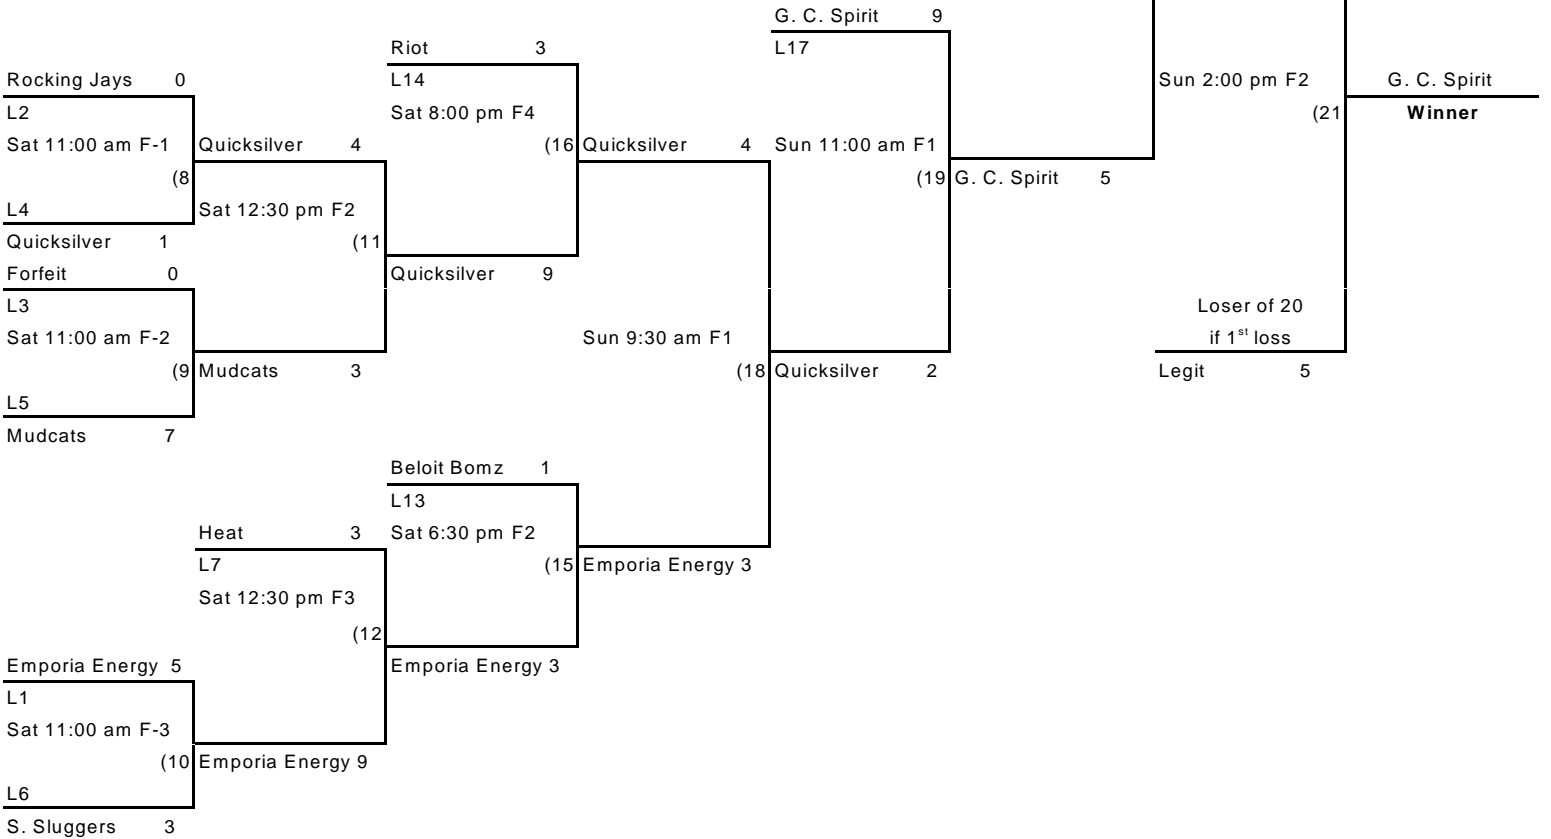 G. C. Spirit 9
Riot 3
L17
Rocking Jays 0
L14
Sun 2:00 pm F2
G. C. Spirit
L2
Sat 8:00 pm F4
(21
Winner
Sat 11:00 am F-1
Quicksilver 4
(16
Quicksilver 4
Sun 11:00 am F1
(8
(19
G. C. Spirit 5
L4
Sat 12:30 pm F2
Quicksilver 1
(11
Forfeit 0
Quicksilver 9
L3
Loser of 20
Sat 11:00 am F-2
Sun 9:30 am F1
if 1st loss
(9
Mudcats 3
(18
Quicksilver 2
Legit 5
L5
Mudcats 7
Beloit Bomz 1
L13
Heat 3
Sat 6:30 pm F2
L7
(15
Emporia Energy 3
Sat 12:30 pm F3
(12
Emporia Energy 5
Emporia Energy 3
L1
Sat 11:00 am F-3
(10
Emporia Energy 9
L6
S. Sluggers 3